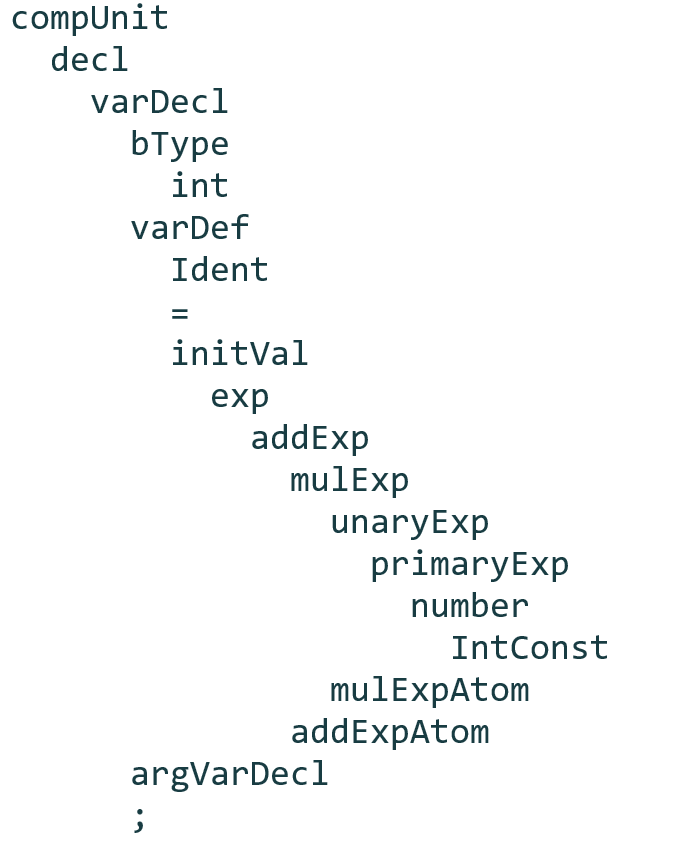 compUnit
  decl
    varDecl
      bType
        int
      varDef
        Ident
        =
        initVal
          exp
            addExp
              mulExp
                unaryExp
                  primaryExp
                    number
                      IntConst
                mulExpAtom
              addExpAtom
      argVarDecl
      ;